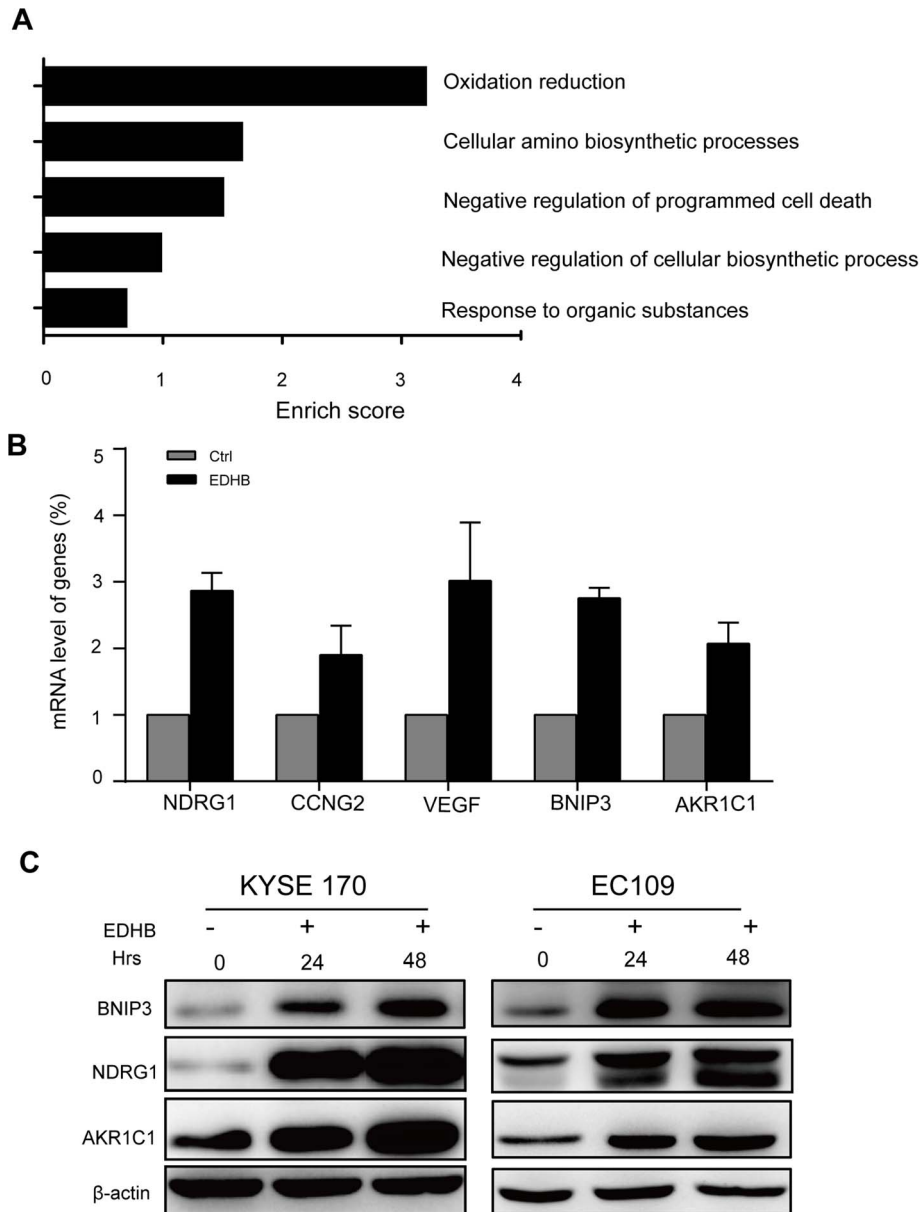 A
Oxidation reduction
Cellular amino biosynthetic processes
Negative regulation of programmed cell death
Negative regulation of cellular biosynthetic process
Response to organic substances
0 1 2 3 4
Enrich score
B
mRNA level of genes (%)
5
4
3
2
1
0
Ctrl
EDHB
NDRG1 CCNG2 VEGF BNIP3 AKR1C1
C
KYSE 170 EC109
EDHB - + + - + +
Hrs 0 24 48 0 24 48
BNIP3
NDRG1
AKR1C1
β-actin